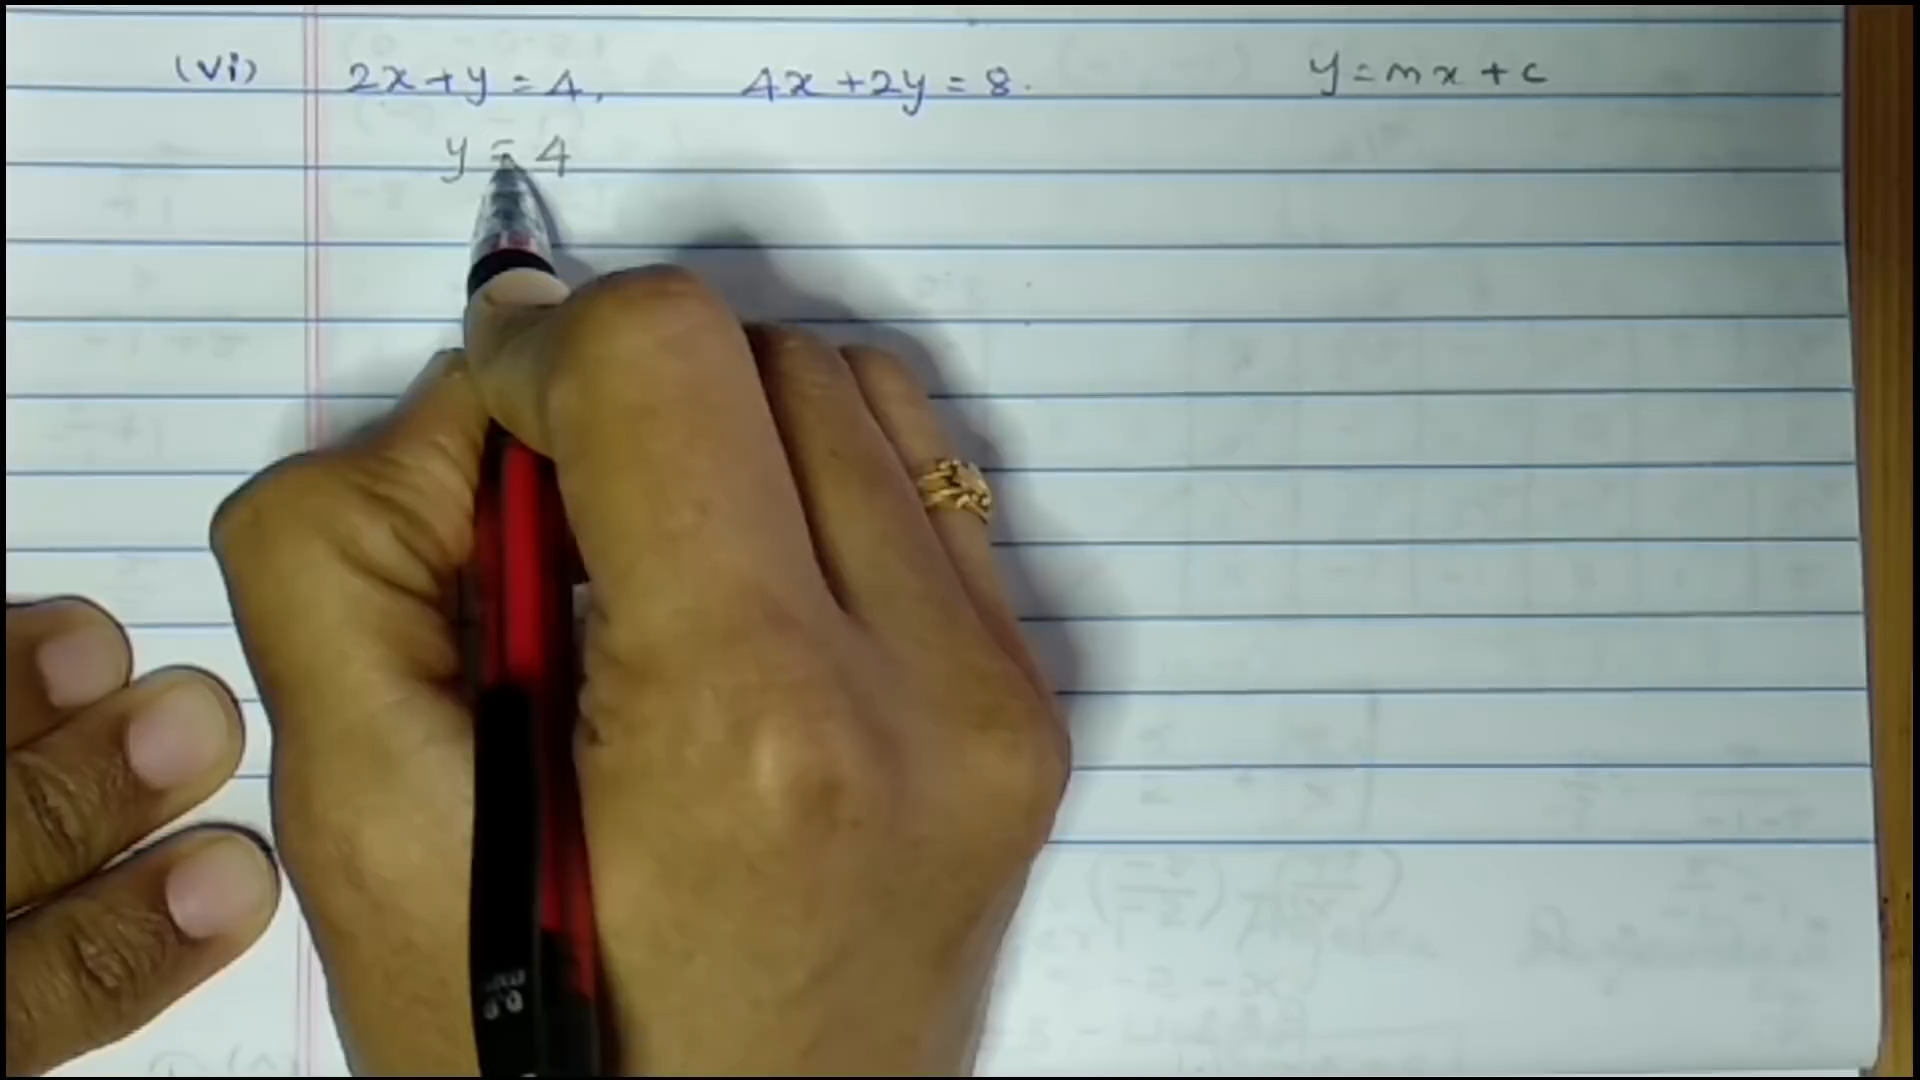 (vi) 2x+y=4, 4x+2y=8. y=mx+c
y = 4